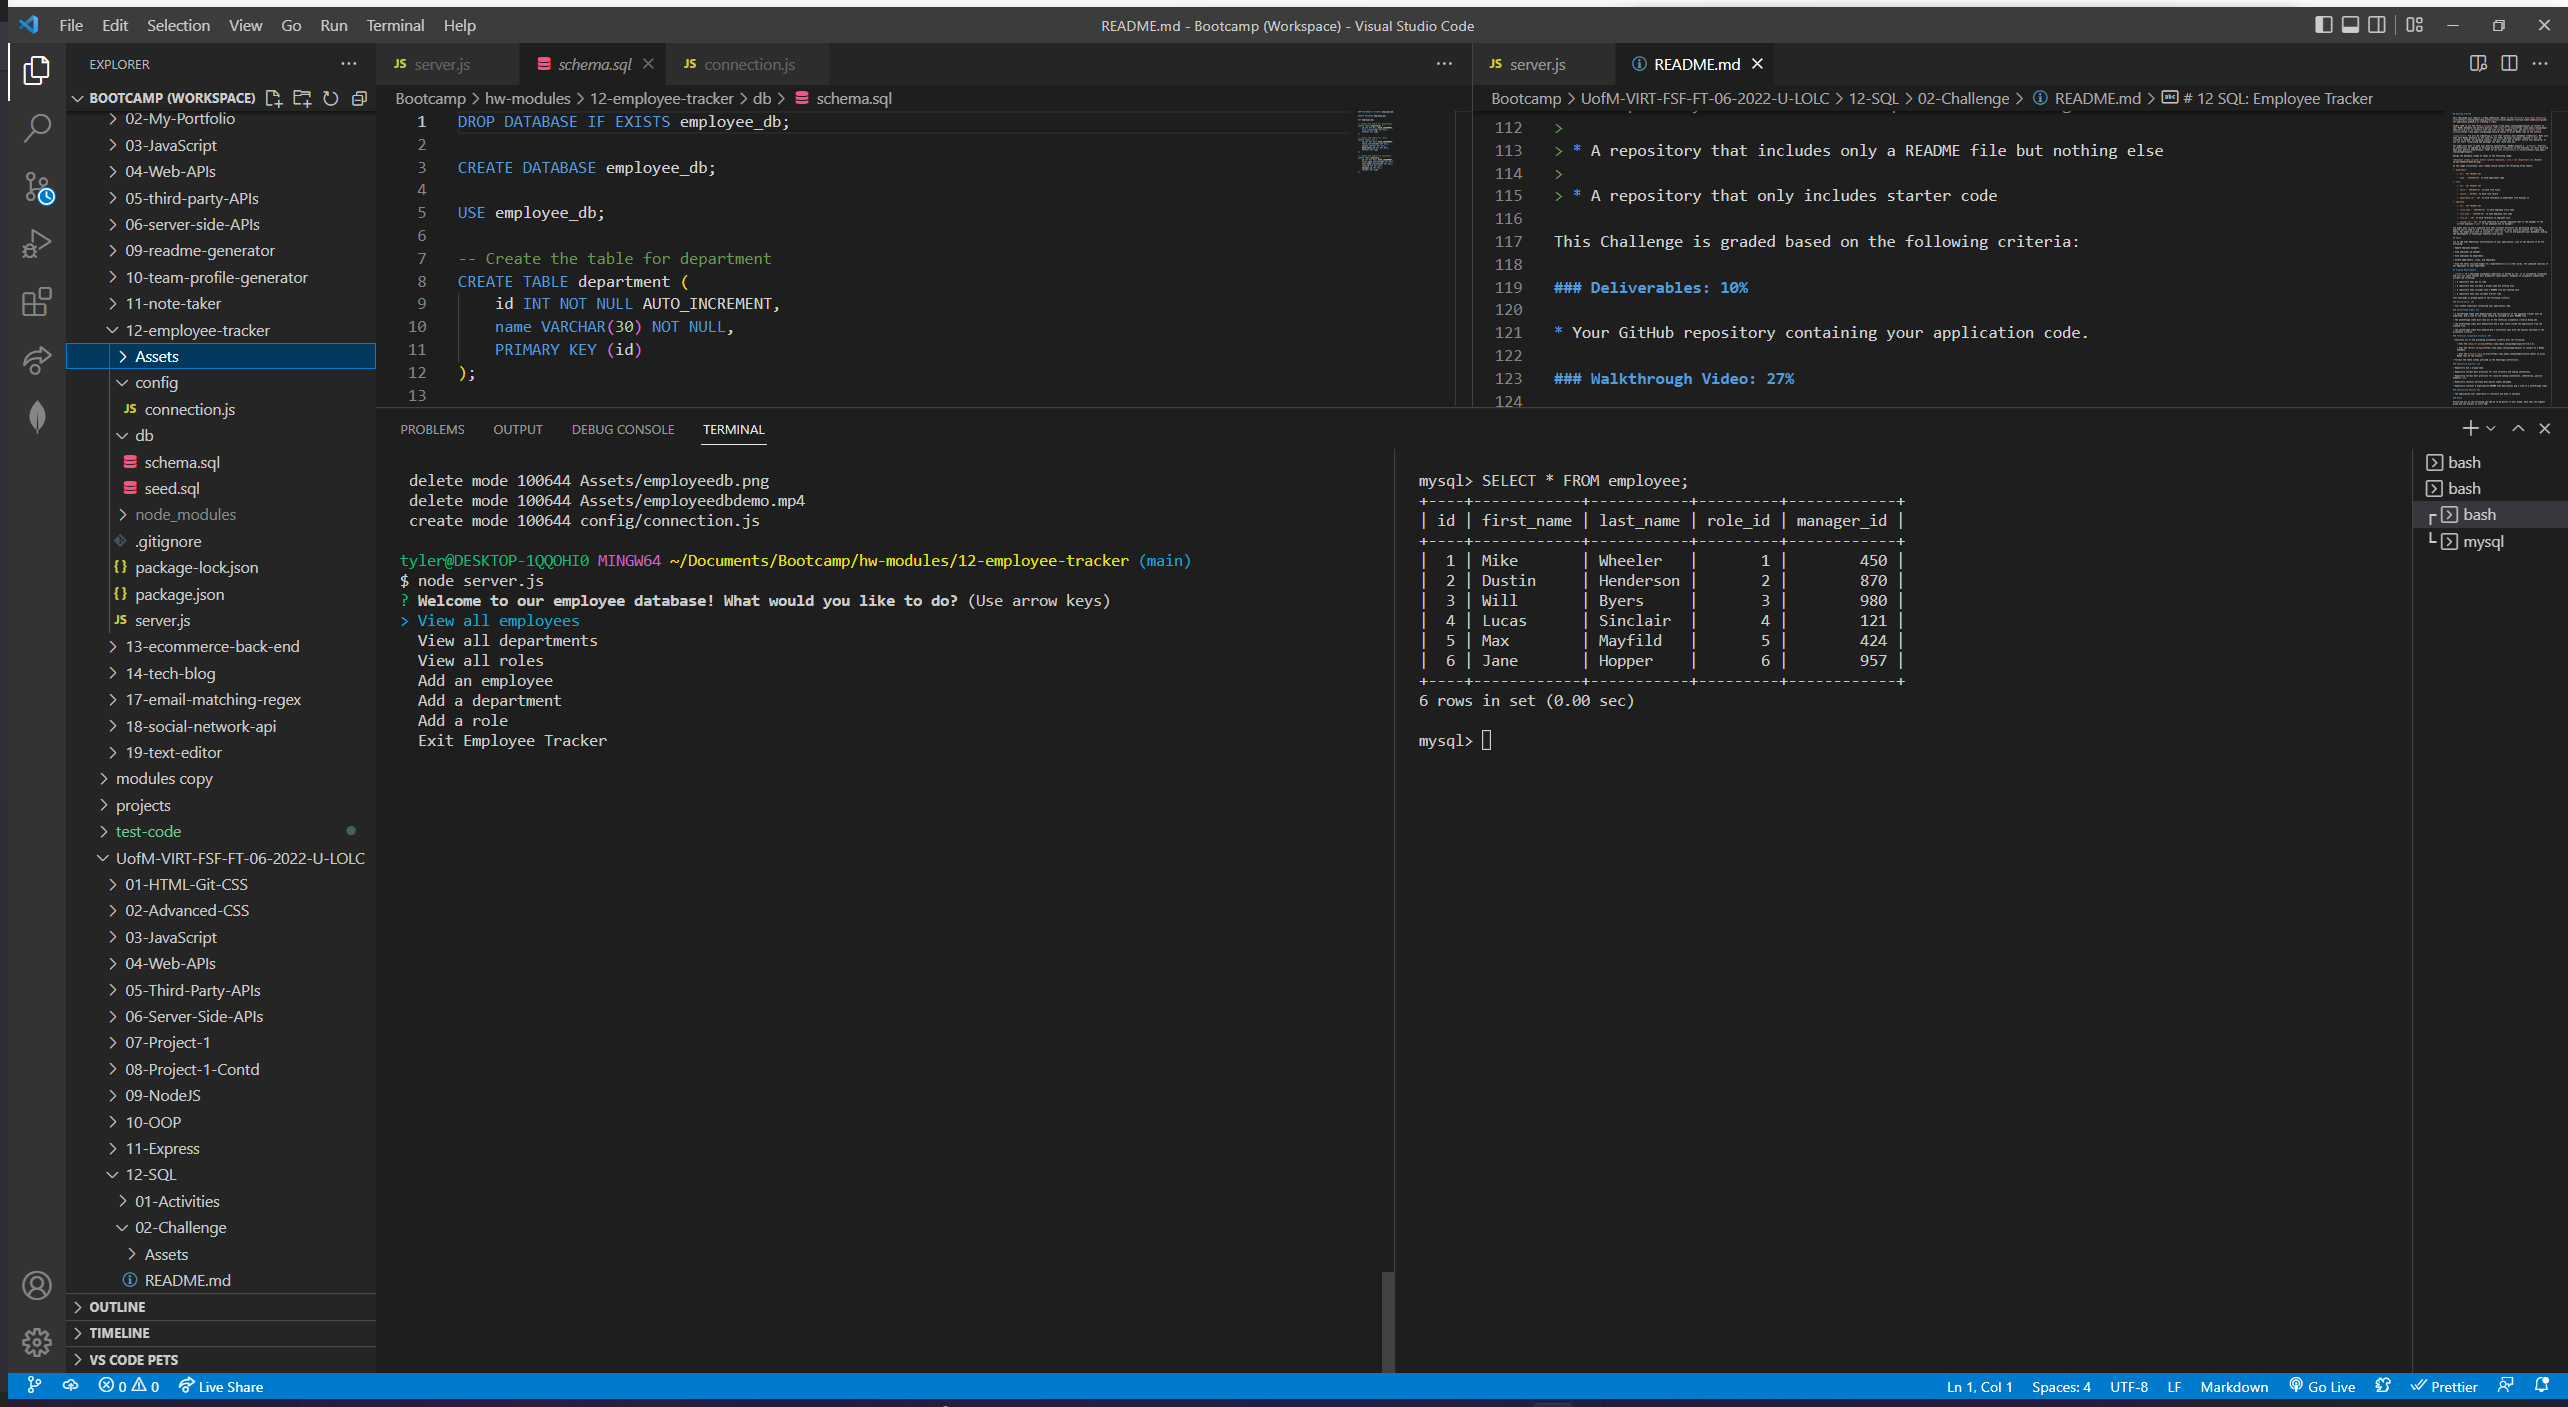 File Edit Selection View Go Run Terminal Help
README.md - Bootcamp (Workspace) - Visual Studio Code
EXPLORER
BOOTCAMP (WORKSPACE)
02-My-Portfolio
03-JavaScript
04-Web-APIs
05-third-party-APIs
06-server-side-APIs
09-readme-generator
10-team-profile-generator
11-note-taker
12-employee-tracker
Assets
config
JS connection.js
db
schema.sql
seed.sql
node_modules
.gitignore
{} package-lock.json
{} package.json
JS server.js
13-ecommerce-back-end
14-tech-blog
17-email-matching-regex
18-social-network-api
19-text-editor
modules copy
projects
test-code
UofM-VIRT-FSF-FT-06-2022-U-LOLC
01-HTML-Git-CSS
02-Advanced-CSS
03-JavaScript
04-Web-APIs
05-Third-Party-APIs
06-Server-Side-APIs
07-Project-1
08-Project-1-Contd
09-NodeJS
10-OOP
11-Express
12-SQL
01-Activities
02-Challenge
Assets
README.md
OUTLINE
TIMELINE
VS CODE PETS
JS server.js schema.sql JS connection.js
Bootcamp > hw-modules > 12-employee-tracker > db > schema.sql
1 DROP DATABASE IF EXISTS employee_db;
2
3 CREATE DATABASE employee_db;
4
5 USE employee_db;
6
7 -- Create the table for department
8 CREATE TABLE department (
9 id INT NOT NULL AUTO_INCREMENT,
10 name VARCHAR(30) NOT NULL,
11 PRIMARY KEY (id)
12 );
13
JS server.js README.md
Bootcamp > UofM-VIRT-FSF-FT-06-2022-U-LOLC > 12-SQL > 02-Challenge > README.md > # 12 SQL: Employee Tracker
112 >
113 > * A repository that includes only a README file but nothing else
114 >
115 > * A repository that only includes starter code
116
117 This Challenge is graded based on the following criteria:
118
119 ### Deliverables: 10%
120
121 * Your GitHub repository containing your application code.
122
123 ### Walkthrough Video: 27%
124
PROBLEMS OUTPUT DEBUG CONSOLE TERMINAL
delete mode 100644 Assets/employeedb.png
delete mode 100644 Assets/employeedbdemo.mp4
create mode 100644 config/connection.js
tyler@DESKTOP-1QQOHI0 MINGW64 ~/Documents/Bootcamp/hw-modules/12-employee-tracker (main)
$ node server.js
? Welcome to our employee database! What would you like to do? (Use arrow keys)
> View all employees
View all departments
View all roles
Add an employee
Add a department
Add a role
Exit Employee Tracker
mysql> SELECT * FROM employee;
+----+------------+-----------+---------+------------+
| id | first_name | last_name | role_id | manager_id |
+----+------------+-----------+---------+------------+
| 1 | Mike | Wheeler | 1 | 450 |
| 2 | Dustin | Henderson | 2 | 870 |
| 3 | Will | Byers | 3 | 980 |
| 4 | Lucas | Sinclair | 4 | 121 |
| 5 | Max | Mayfild | 5 | 424 |
| 6 | Jane | Hopper | 6 | 957 |
+----+------------+-----------+---------+------------+
6 rows in set (0.00 sec)
mysql>
bash
bash
bash
mysql
0 0 Live Share
Ln 1, Col 1 Spaces: 4 UTF-8 LF Markdown Go Live Prettier